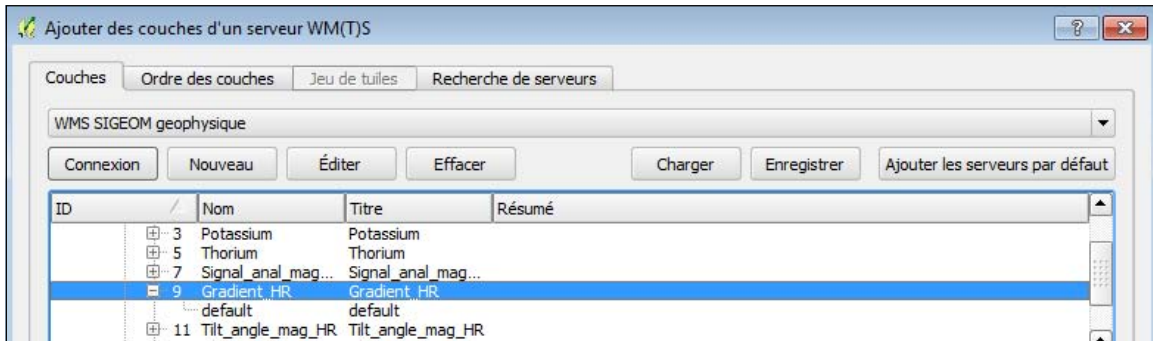 Ajouter des couches d'un serveur WM(T)S
Couches Ordre des couches Jeu de tuiles Recherche de serveurs
WMS SIGEOM geophysique
Connexion Nouveau Éditer Effacer Charger Enregistrer Ajouter les serveurs par défaut
ID Nom Titre Résumé
3 Potassium Potassium
5 Thorium Thorium
7 Signal_anal_mag... Signal_anal_mag...
9 Gradient_HR Gradient_HR
default default
11 Tilt_angle_mag_HR Tilt_angle_mag_HR